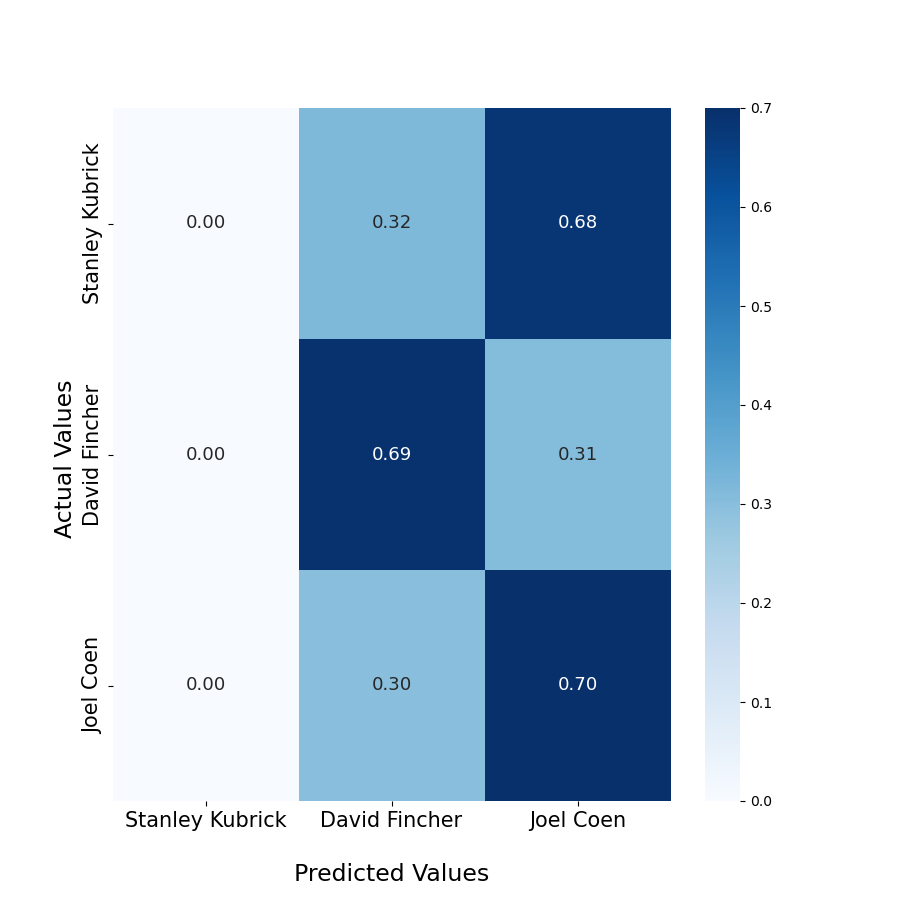 Actual Values
Stanley Kubrick
0.00 0.32 0.68
David Fincher
0.00 0.69 0.31
Joel Coen
0.00 0.30 0.70
Stanley Kubrick David Fincher Joel Coen
Predicted Values
0.7
0.6
0.5
0.4
0.3
0.2
0.1
0.0